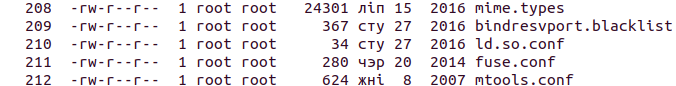 208 -rw-r--r-- 1 root root 24301 ліп 15 2016 mime.types
209 -rw-r--r-- 1 root root 367 сту 27 2016 bindresvport.blacklist
210 -rw-r--r-- 1 root root 34 сту 27 2016 ld.so.conf
211 -rw-r--r-- 1 root root 280 чэр 20 2014 fuse.conf
212 -rw-r--r-- 1 root root 624 жні 8 2007 mtools.conf